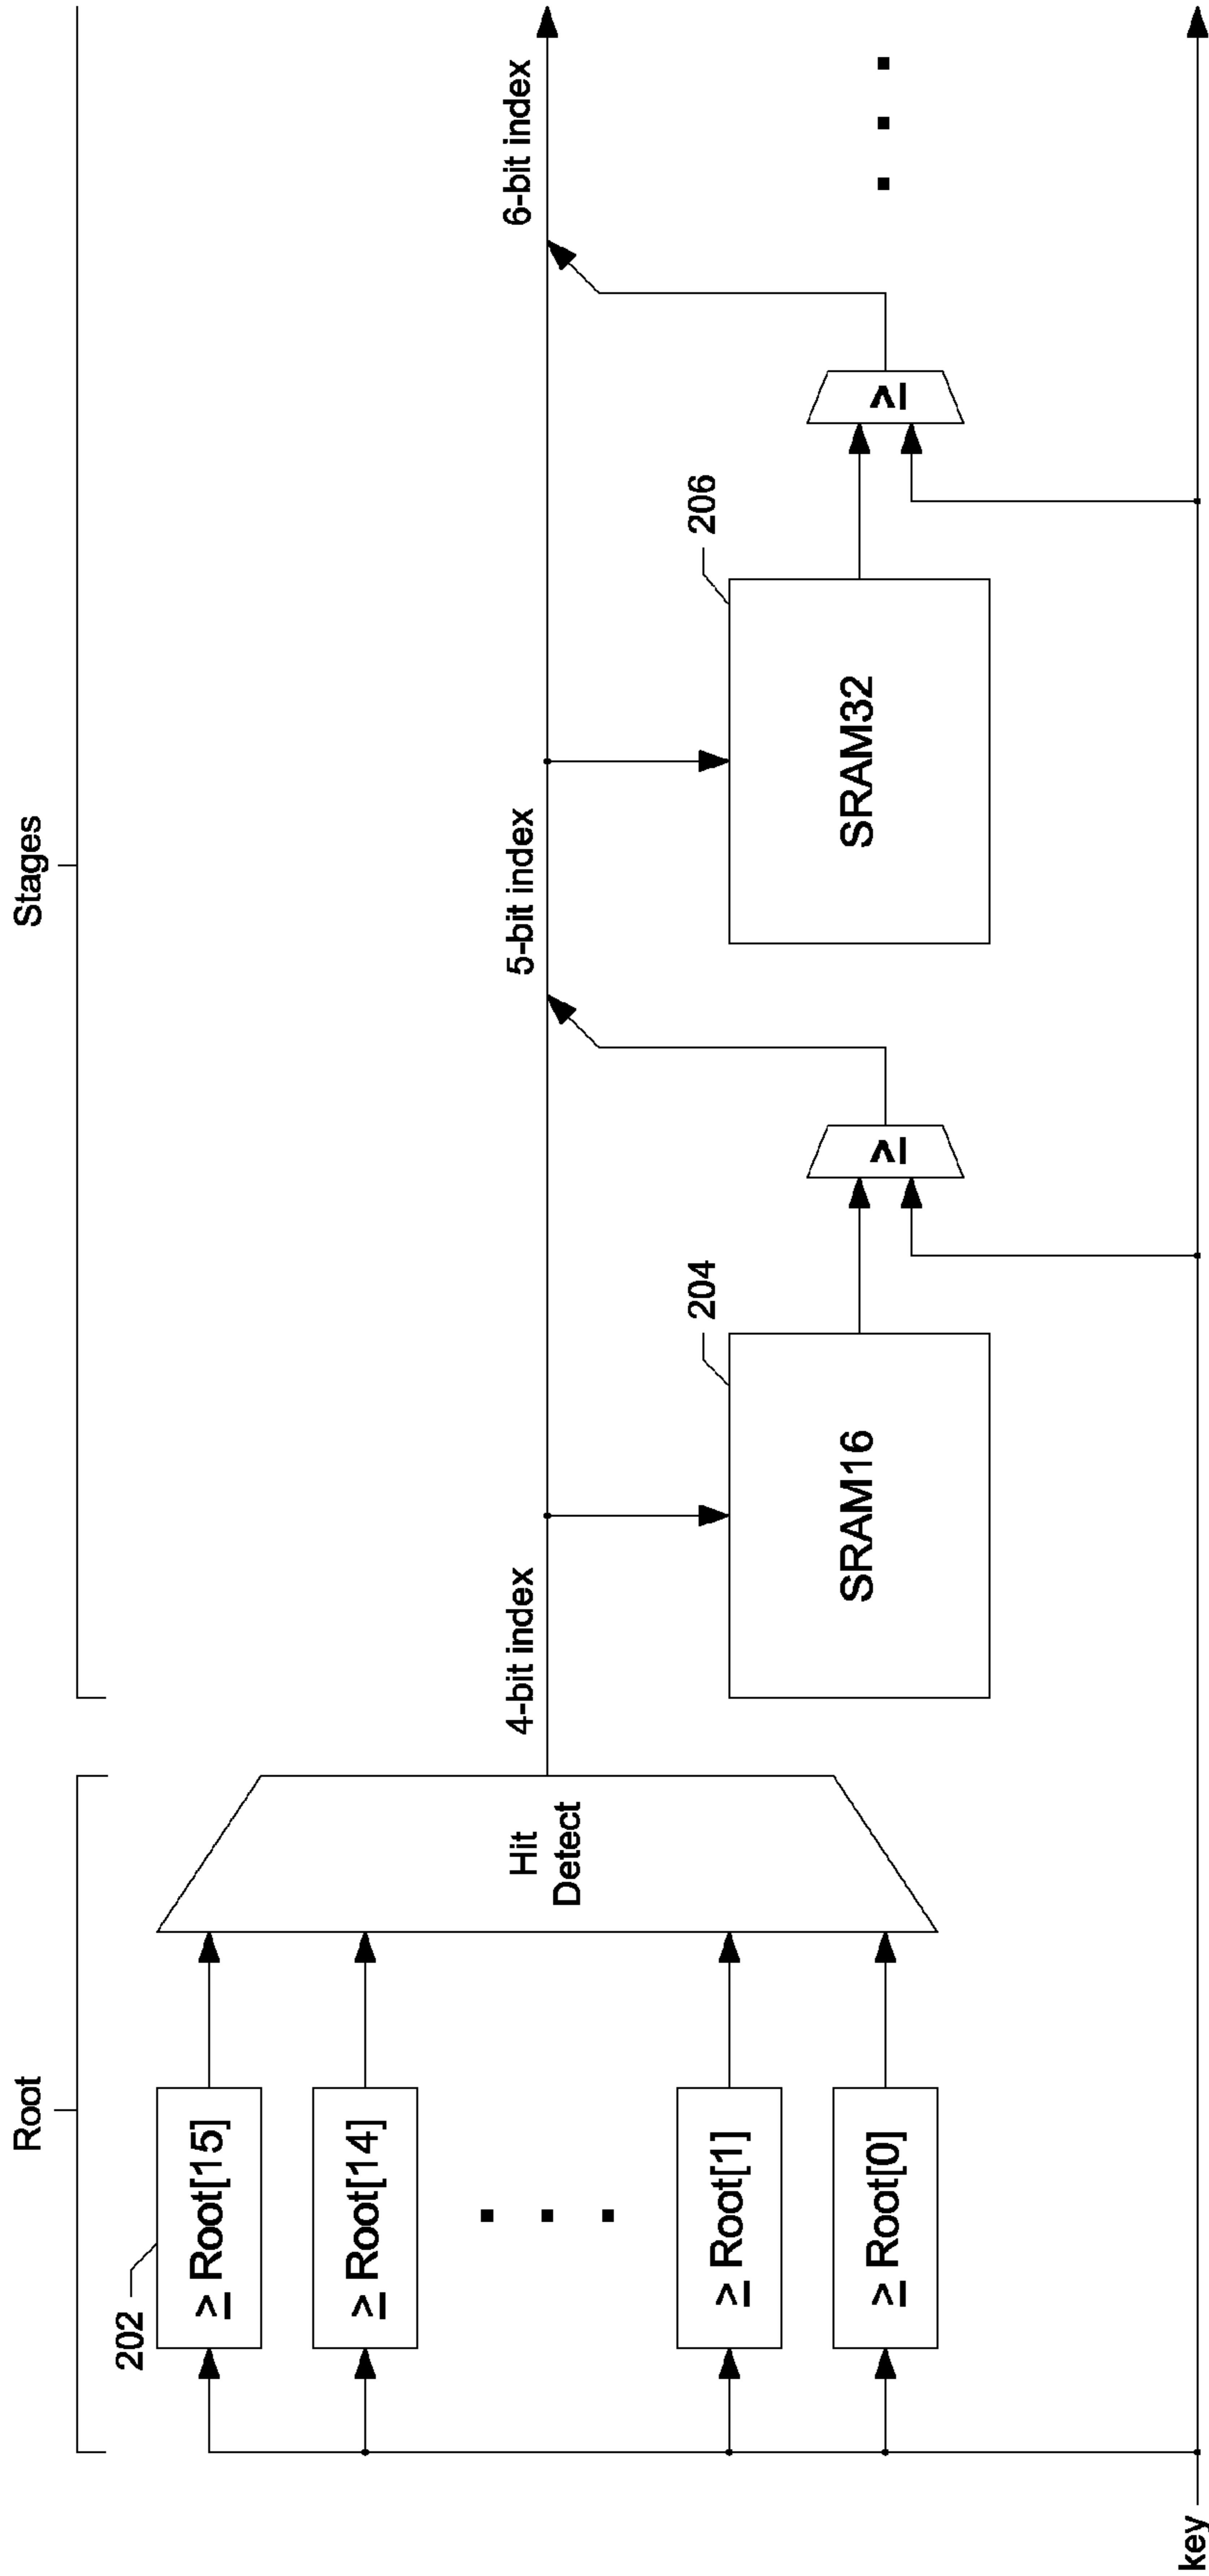 Root
Stages
202
≥ Root[15]
≥ Root[14]
≥ Root[1]
≥ Root[0]
Hit
Detect
4-bit index
5-bit index
6-bit index
204
SRAM16
≥
206
SRAM32
≥
key